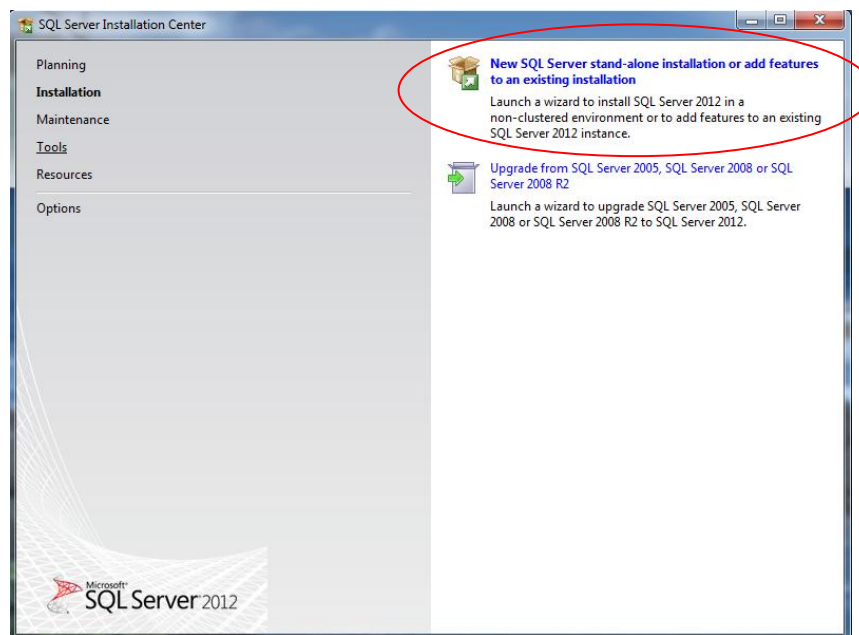 SQL Server Installation Center
Planning
Installation
Maintenance
Tools
Resources
Options
New SQL Server stand-alone installation or add features
to an existing installation
Launch a wizard to install SQL Server 2012 in a
non-clustered environment or to add features to an existing
SQL Server 2012 instance.
Upgrade from SQL Server 2005, SQL Server 2008 or SQL
Server 2008 R2
Launch a wizard to upgrade SQL Server 2005, SQL Server
2008 or SQL Server 2008 R2 to SQL Server 2012.
Microsoft®
SQL Server® 2012